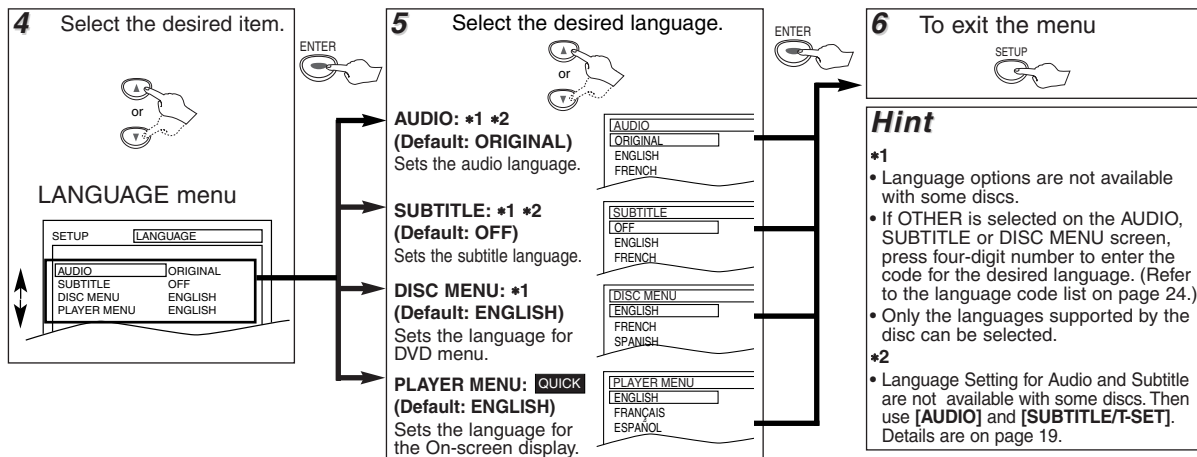 4 Select the desired item.
or
LANGUAGE menu
SETUP LANGUAGE
AUDIO ORIGINAL
SUBTITLE OFF
DISC MENU ENGLISH
PLAYER MENU ENGLISH
ENTER
5 Select the desired language.
or
AUDIO: *1 *2
(Default: ORIGINAL)
Sets the audio language.
AUDIO
ORIGINAL
ENGLISH
FRENCH
SUBTITLE: *1 *2
(Default: OFF)
Sets the subtitle language.
SUBTITLE
OFF
ENGLISH
FRENCH
DISC MENU: *1
(Default: ENGLISH)
Sets the language for
DVD menu.
DISC MENU
ENGLISH
FRENCH
SPANISH
PLAYER MENU: QUICK
(Default: ENGLISH)
Sets the language for
the On-screen display.
PLAYER MENU
ENGLISH
FRANÇAIS
ESPAÑOL
ENTER
6 To exit the menu
SETUP
Hint
*1
• Language options are not available
with some discs.
• If OTHER is selected on the AUDIO,
SUBTITLE or DISC MENU screen,
press four-digit number to enter the
code for the desired language. (Refer
to the language code list on page 24.)
• Only the languages supported by the
disc can be selected.
*2
• Language Setting for Audio and Subtitle
are not available with some discs. Then
use [AUDIO] and [SUBTITLE/T-SET].
Details are on page 19.